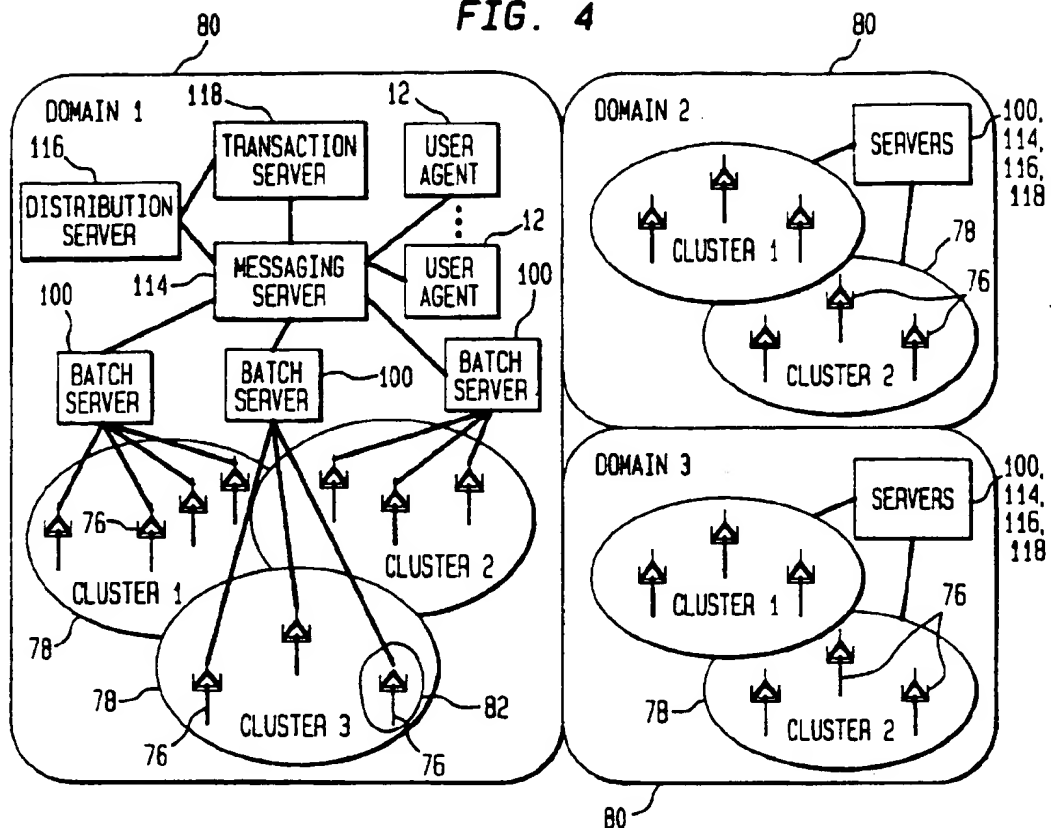 FIG. 4
80
80
DOMAIN 1
118
12
116
TRANSACTION
SERVER
USER
AGENT
DISTRIBUTION
SERVER
12
114
MESSAGING
SERVER
USER
AGENT
100
100
BATCH
SERVER
BATCH
SERVER
100
BATCH
SERVER
76
CLUSTER 1
CLUSTER 2
78
78
CLUSTER 3
82
76
76
DOMAIN 2
SERVERS
100,
114,
116,
118
CLUSTER 1
78
76
CLUSTER 2
DOMAIN 3
SERVERS
100,
114,
116,
118
CLUSTER 1
76
78
CLUSTER 2
80